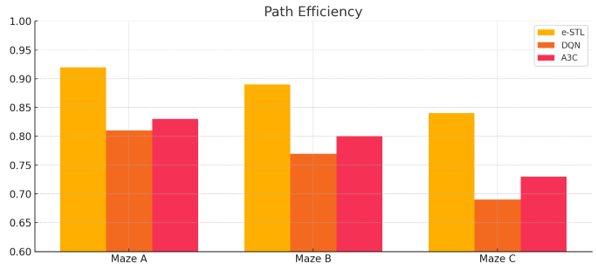 Path Efficiency
1.00
0.95
0.90
0.85
0.80
0.75
0.70
0.65
0.60
e-STL
DQN
A3C
Maze A
Maze B
Maze C